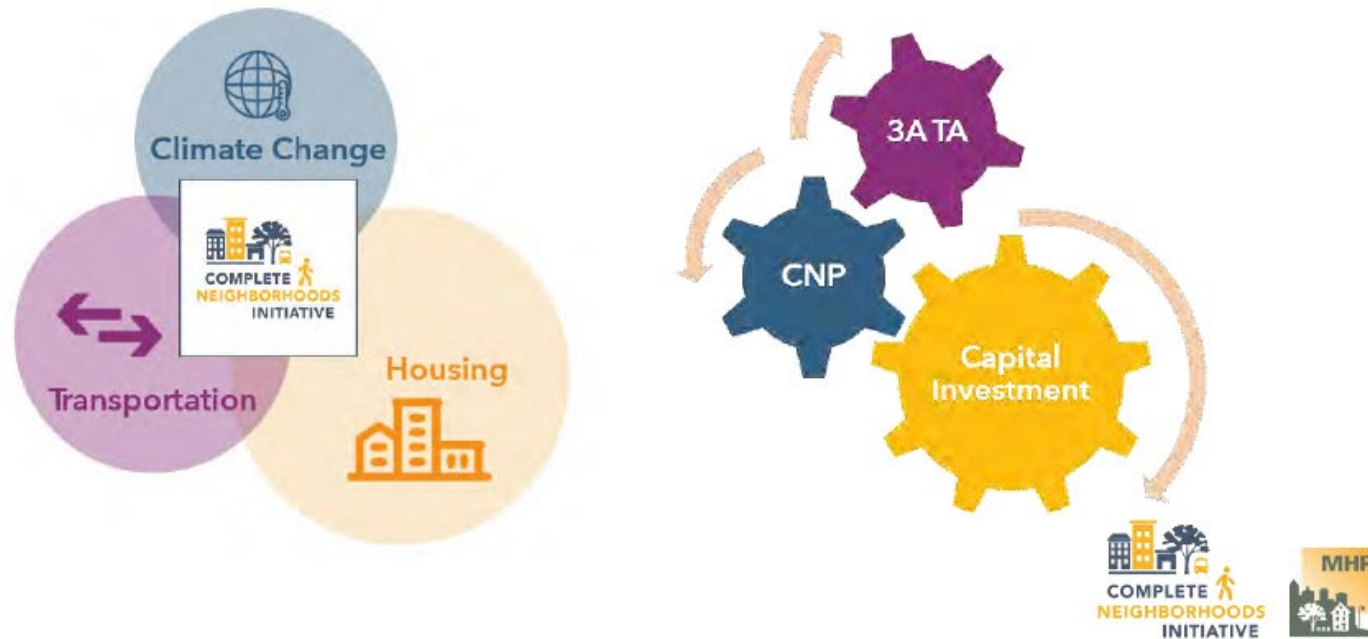 Climate Change
COMPLETE
NEIGHBORHOODS
INITIATIVE
Transportation
Housing
3A TA
CNP
Capital
Investment
COMPLETE
NEIGHBORHOODS
INITIATIVE
MHP